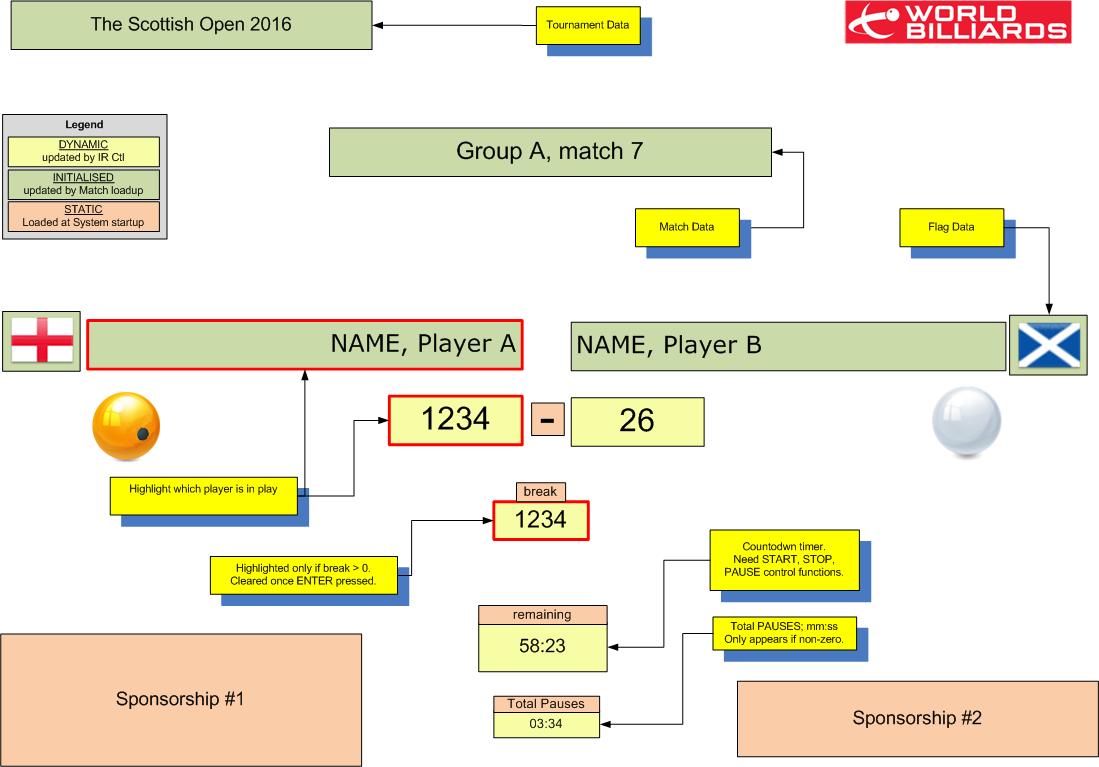 The Scottish Open 2016
Tournament Data
WORLD
BILLIARDS
Legend
DYNAMIC
updated by IR Ctl
INITIALISED
updated by Match loadup
STATIC
Loaded at System startup
Group A, match 7
Match Data
Flag Data
NAME, Player A
NAME, Player B
1234
-
26
Highlight which player is in play
break
1234
Highlighted only if break > 0.
Cleared once ENTER pressed.
Countodwn timer.
Need START, STOP,
PAUSE control functions.
remaining
58:23
Total PAUSES; mm:ss
Only appears if non-zero.
Total Pauses
03:34
Sponsorship #1
Sponsorship #2